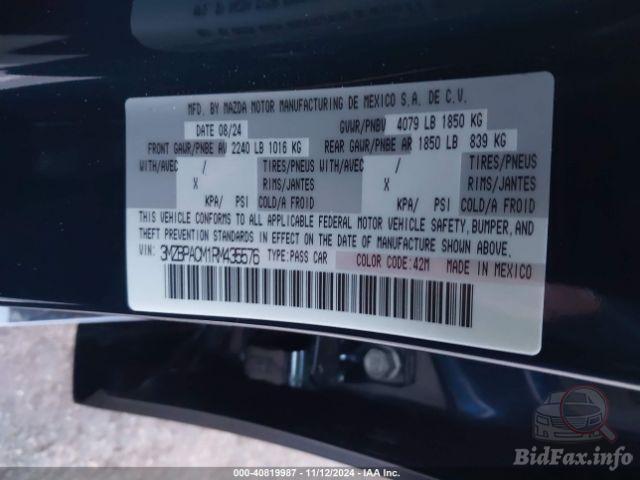 MFD. BY MAZDA MOTOR MANUFACTURING DE MEXICO S.A. DE C.V.
DATE 08/24 GVWR/PNBV 4079 LB 1850 KG
FRONT GAWR/PNBE AV 2240 LB 1016 KG REAR GAWR/PNBE AR 1850 LB 839 KG
WITH/AVEC / TIRES/PNEUS WITH/AVEC / TIRES/PNEUS
X RIMS/JANTES X RIMS/JANTES
KPA/ PSI COLD/A FROID KPA/ PSI COLD/A FROID
THIS VEHICLE CONFORMS TO ALL APPLICABLE FEDERAL MOTOR VEHICLE SAFETY, BUMPER, AND
THEFT PREVENTION STANDARDS IN EFFECT ON THE DATE OF MANUFACTURE SHOWN ABOVE.
VIN: 3MZBPACM1RM435576 TYPE:PASS CAR COLOR CODE:42M MADE IN MEXICO
BidFax.info
000-40819987 - 11/12/2024 - IAA Inc.